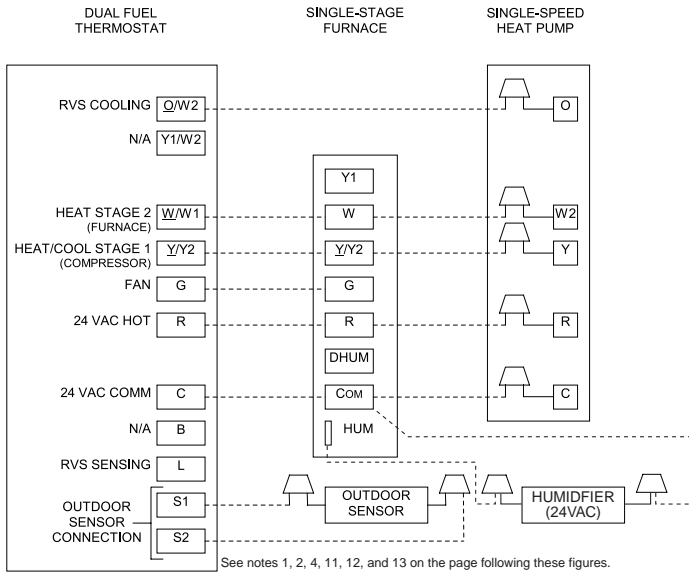 DUAL FUEL
THERMOSTAT
SINGLE-STAGE
FURNACE
SINGLE-SPEED
HEAT PUMP
RVS COOLING O/W2
O
N/A Y1/W2
Y1
HEAT STAGE 2
(FURNACE)
W/W1
W
W2
HEAT/COOL STAGE 1
(COMPRESSOR)
Y/Y2
Y/Y2
Y
FAN G
G
24 VAC HOT R
R
R
DHUM
24 VAC COMM C
COM
C
N/A B
HUM
RVS SENSING L
OUTDOOR
SENSOR
CONNECTION
S1
S2
OUTDOOR
SENSOR
HUMIDFIER
(24VAC)
See notes 1, 2, 4, 11, 12, and 13 on the page following these figures.